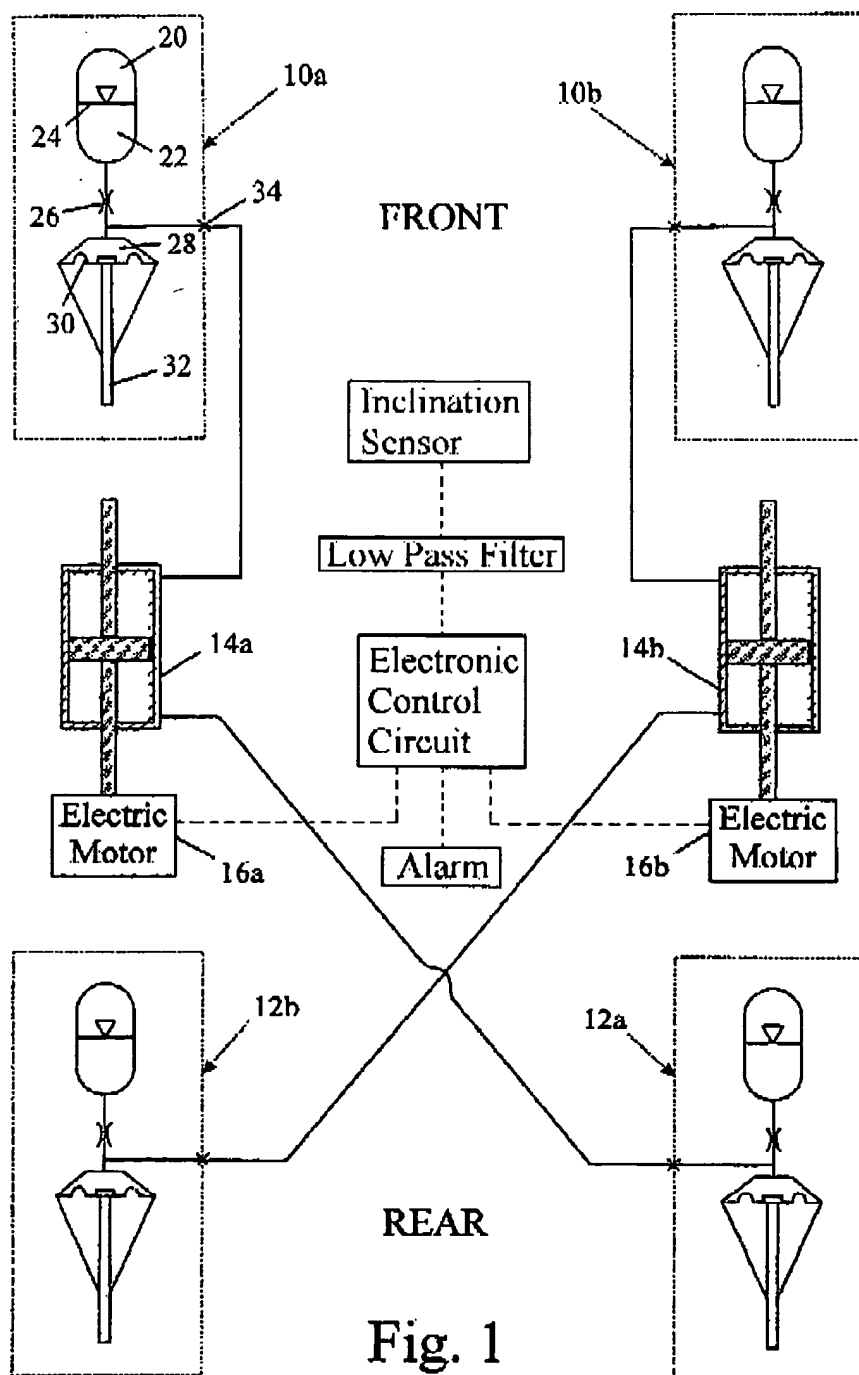 20
10a
24
22
26
34
28
30
32
10b
FRONT
Inclination
Sensor
Low Pass Filter
14a
Electronic
Control
Circuit
14b
Electric
Motor
16a
Alarm
Electric
Motor
16b
12b
12a
REAR
Fig. 1